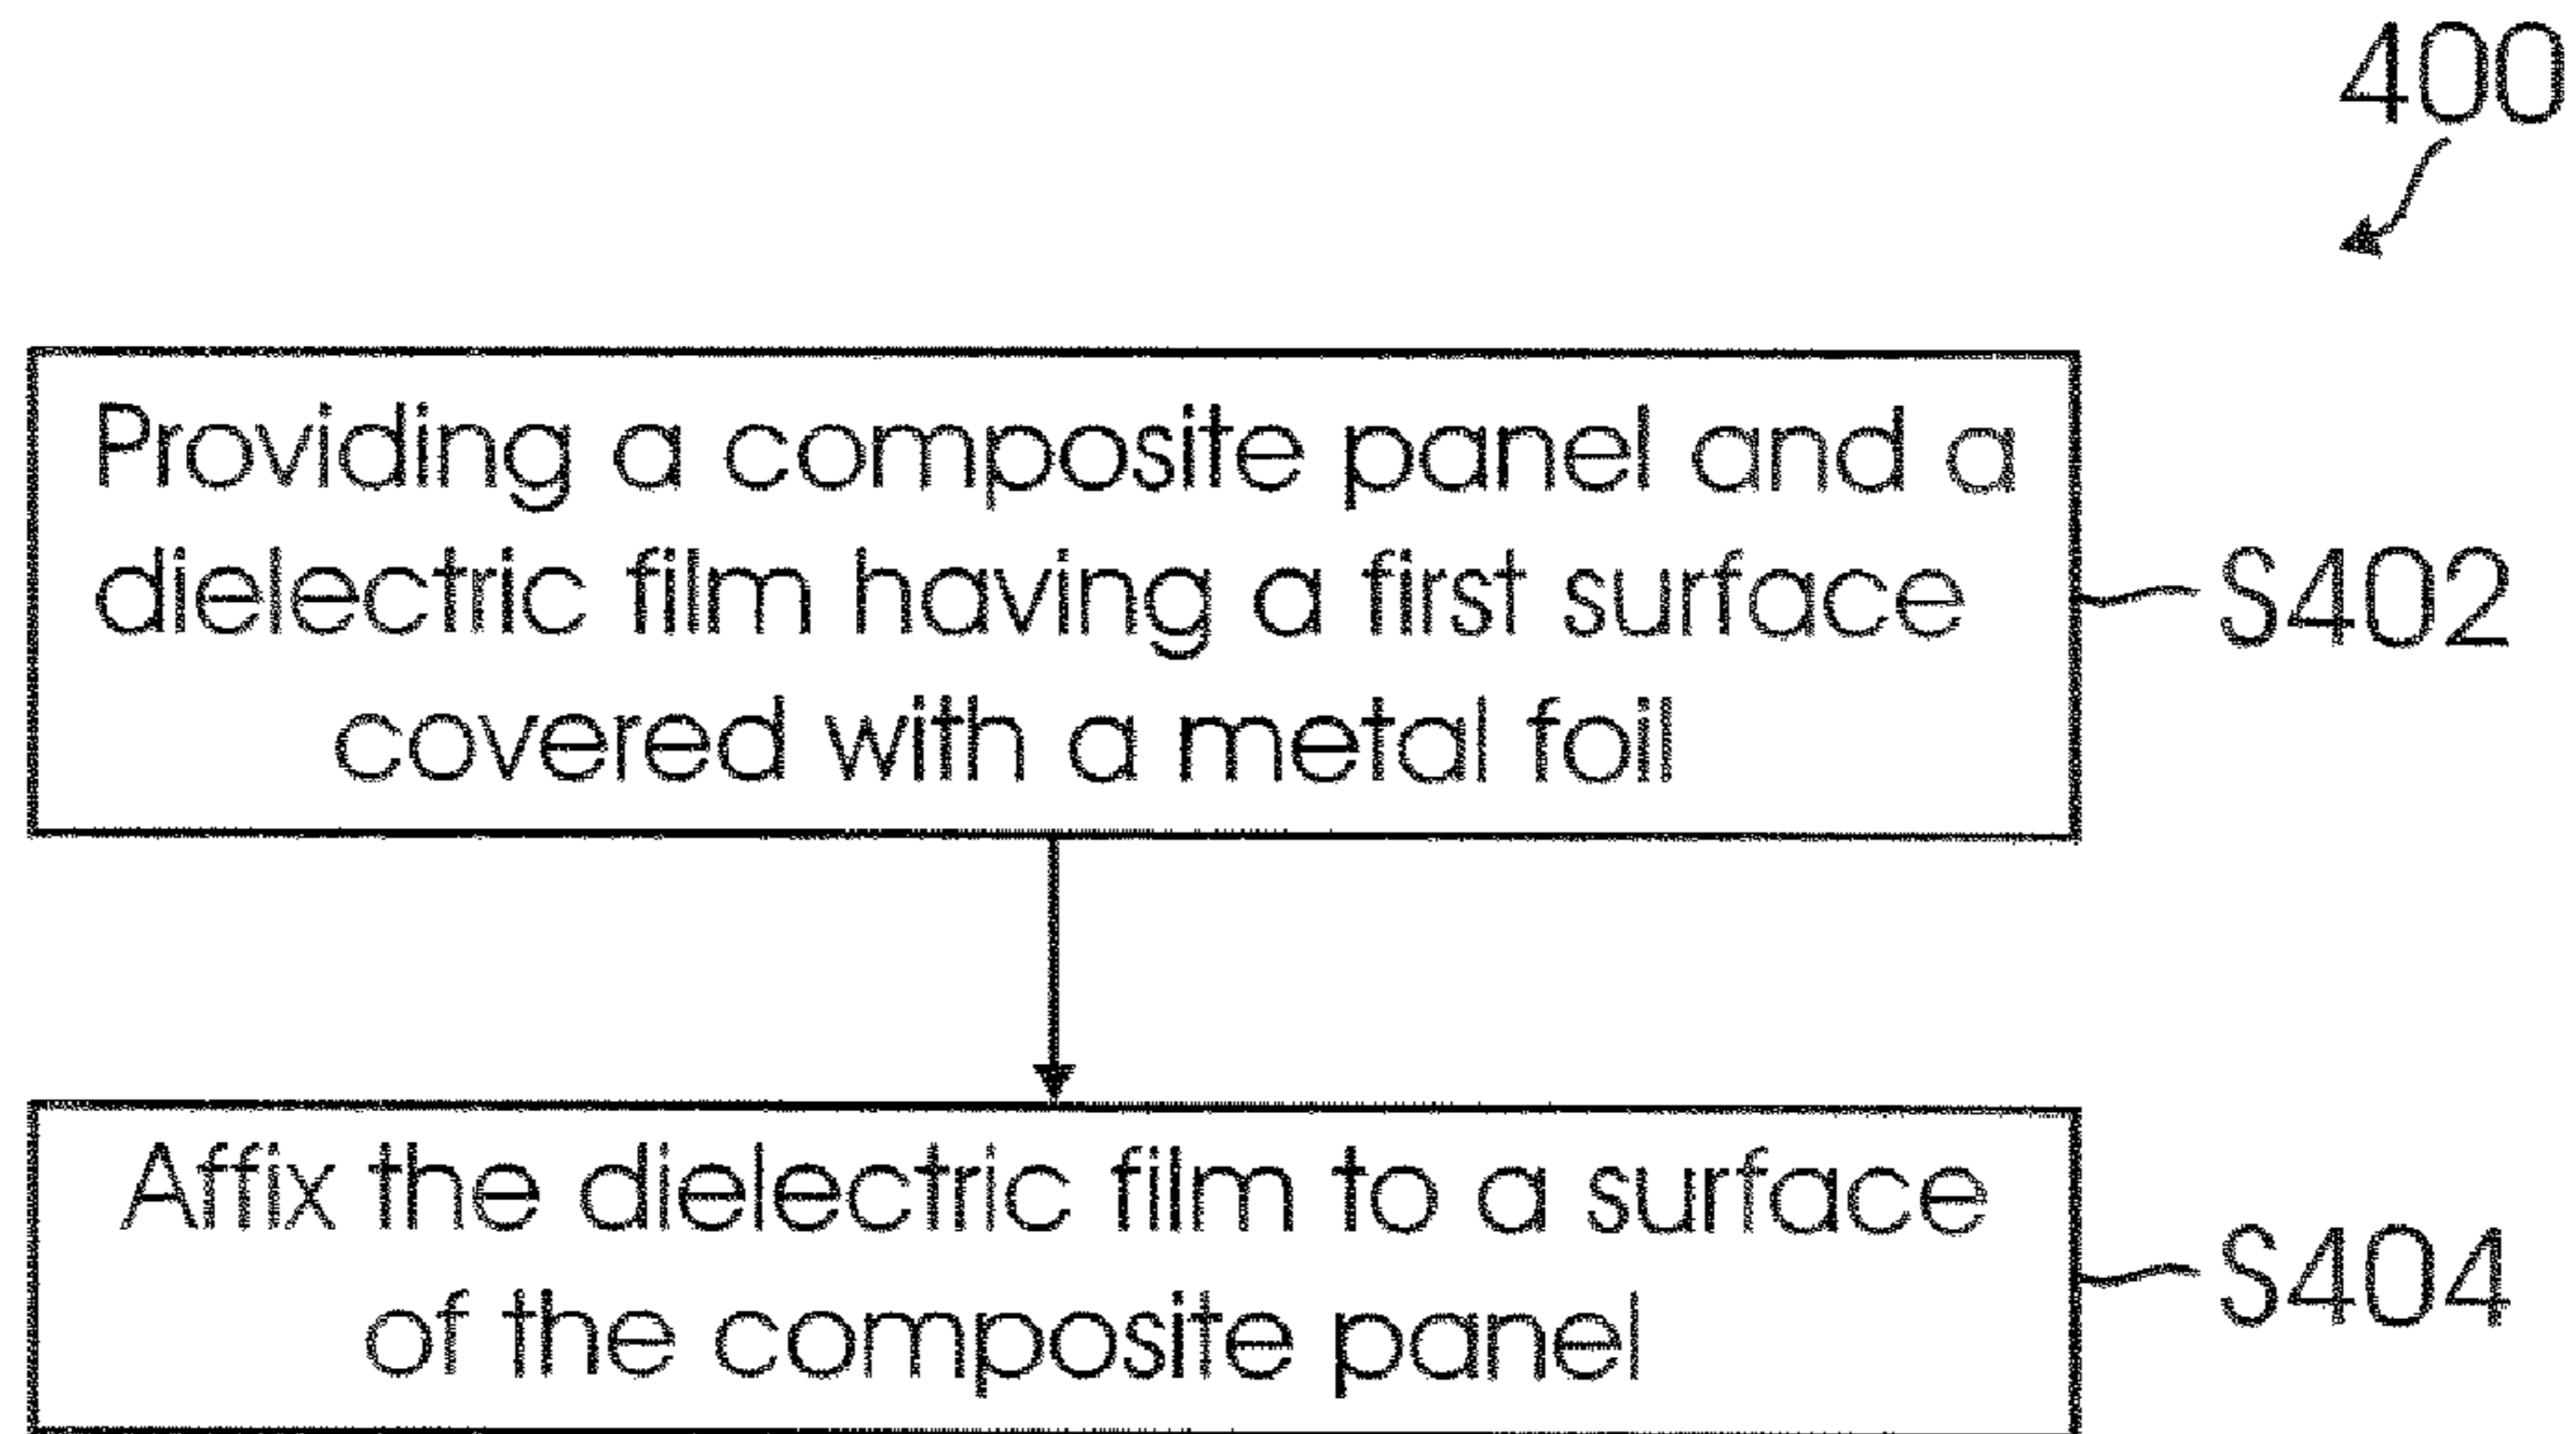 400
Providing a composite panel and a
dielectric film having a first surface
covered with a metal foil
S402
Affix the dielectric film to a surface
of the composite panel
S404